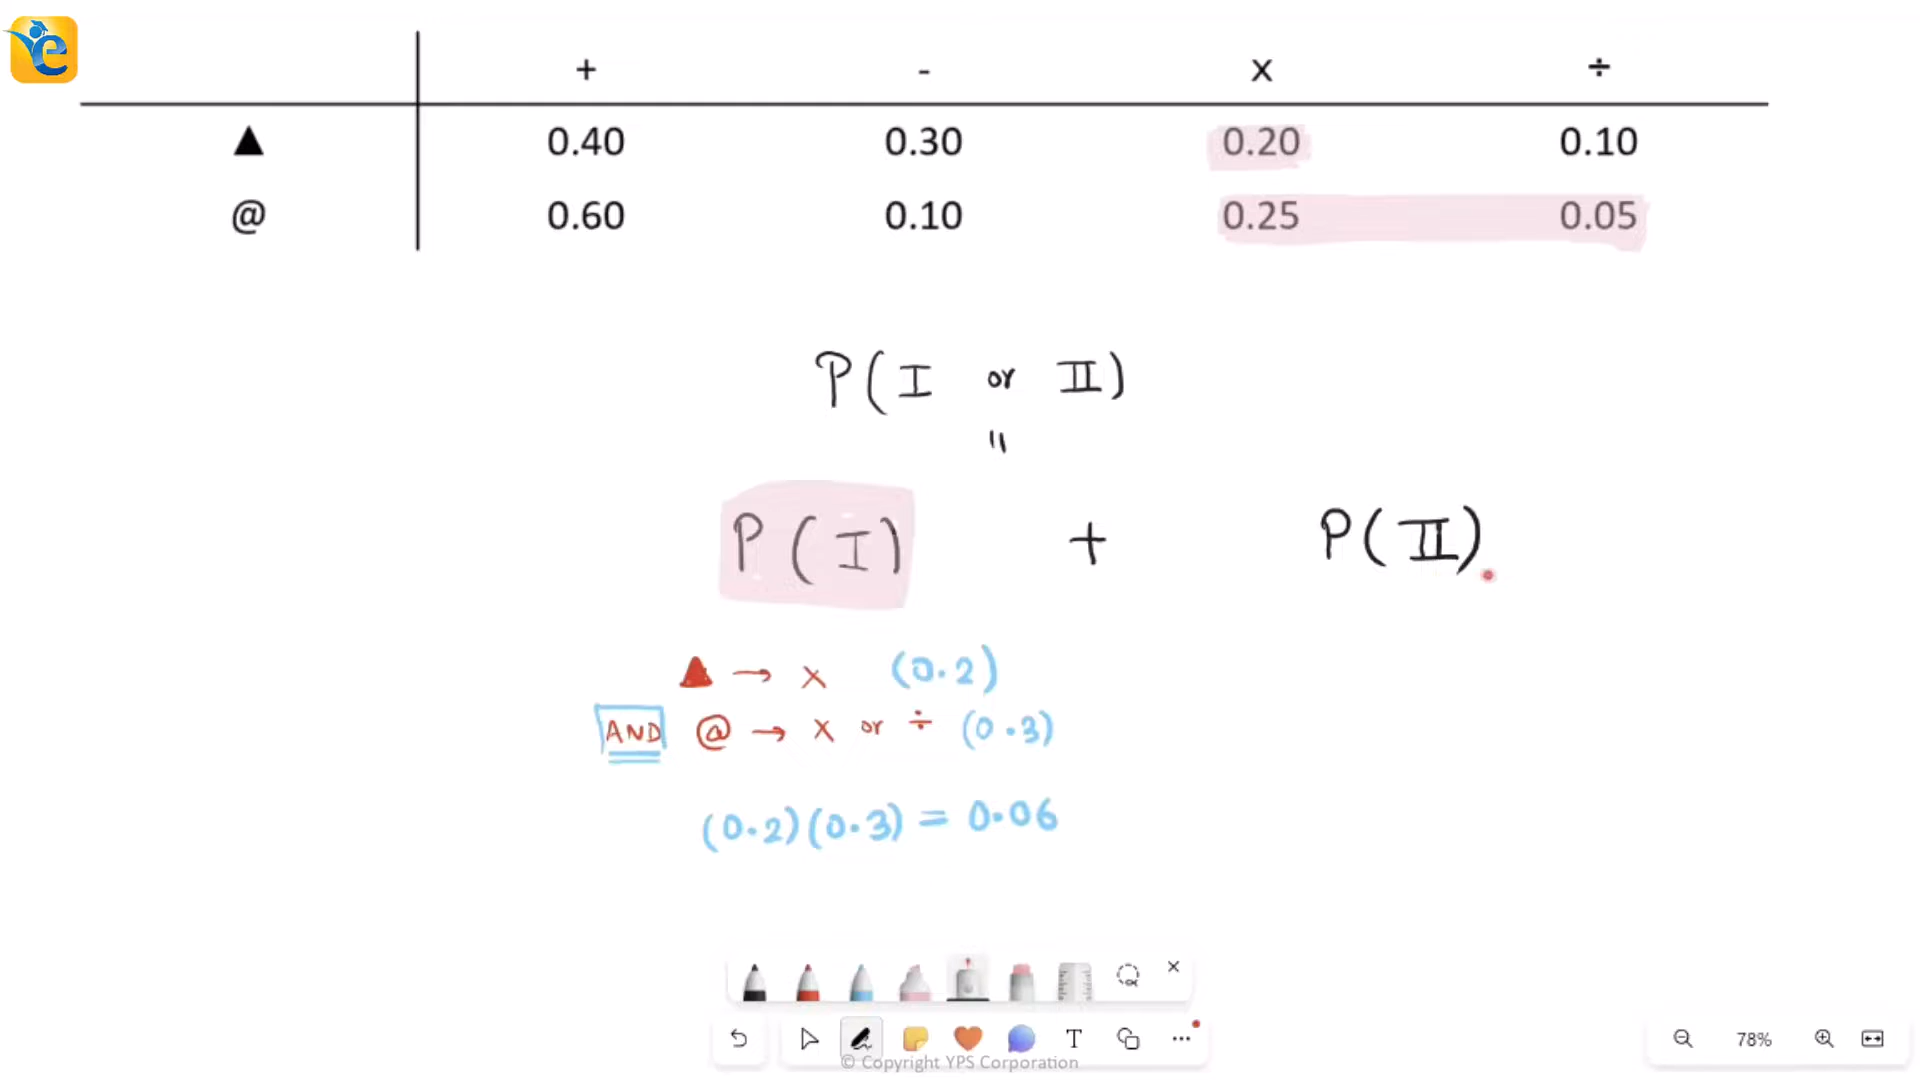 e
+ - x ÷
▲ 0.40 0.30 0.20 0.10
@ 0.60 0.10 0.25 0.05
P(I or II)
"
P(I) + P(II)
▲ → x (0.2)
AND @ → x or ÷ (0.3)
(0.2)(0.3) = 0.06
T
78%
© Copyright YPS Corporation